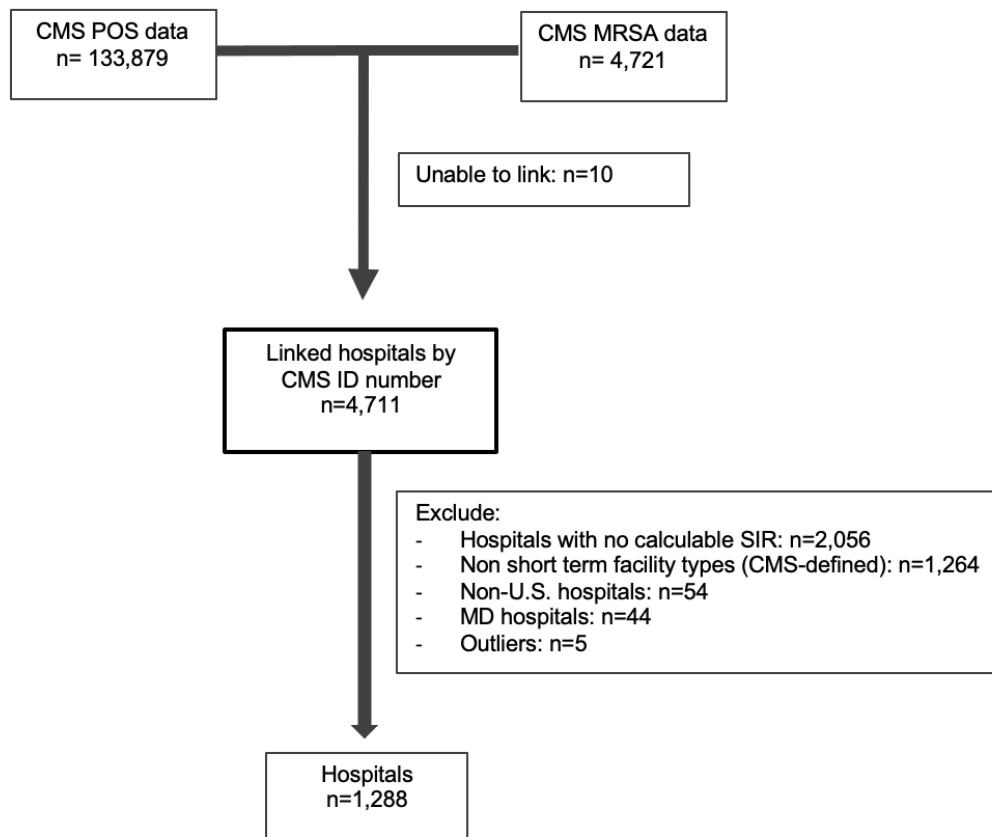 CMS POS data
n= 133,879
CMS MRSA data
n= 4,721
Unable to link: n=10
Linked hospitals by
CMS ID number
n=4,711
Exclude:
- Hospitals with no calculable SIR: n=2,056
- Non short term facility types (CMS-defined): n=1,264
- Non-U.S. hospitals: n=54
- MD hospitals: n=44
- Outliers: n=5
Hospitals
n=1,288